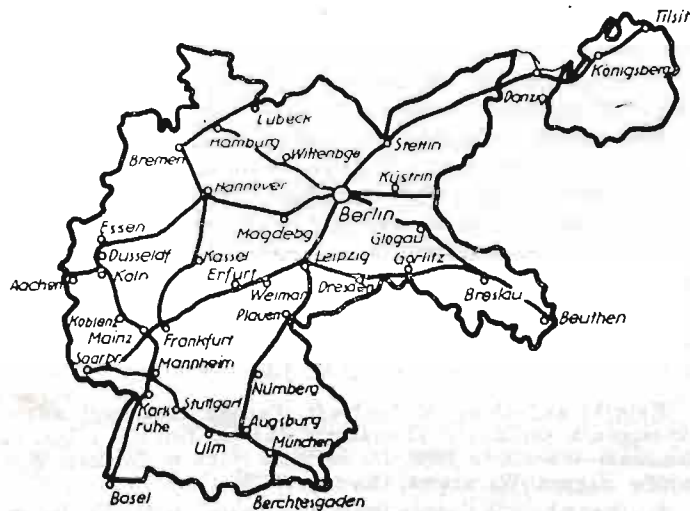 Tilsit
Königsberg
Danzg
Lübeck
Hamburg
Wittenbge
Stettin
Bremen
Hannover
Küstrin
Berlin
Magdebg
Glogau
Essen
Dusseldf
Köln
Aachen
Kassel
Erfurt
Leipzig
Görlitz
Weimar
Dresden
Breslau
Beuthen
Koblenz
Mainz
Frankfurt
Plauen
Saarbr
Mannheim
Nürnberg
Karls
ruhe
Stuttgart
Augsburg
Ulm
München
Basel
Berchtesgaden